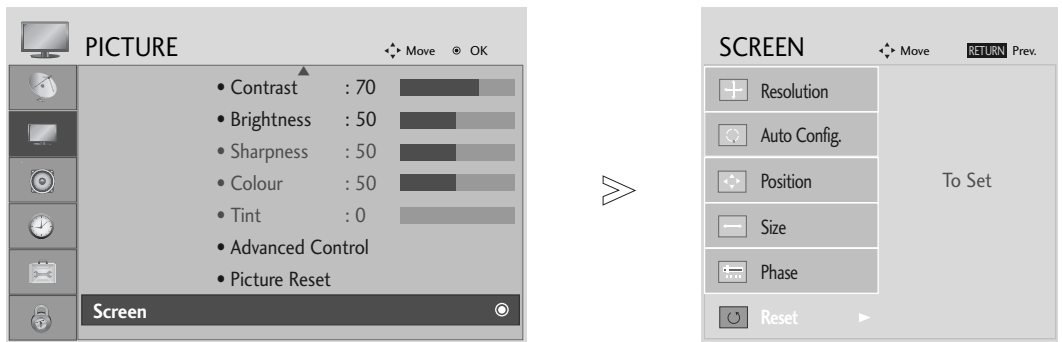 PICTURE
Move
OK
• Contrast : 70
• Brightness : 50
• Sharpness : 50
• Colour : 50
• Tint : 0
• Advanced Control
• Picture Reset
Screen
SCREEN
Move
RETURN Prev.
Resolution
Auto Config.
Position
Size
Phase
Reset
To Set